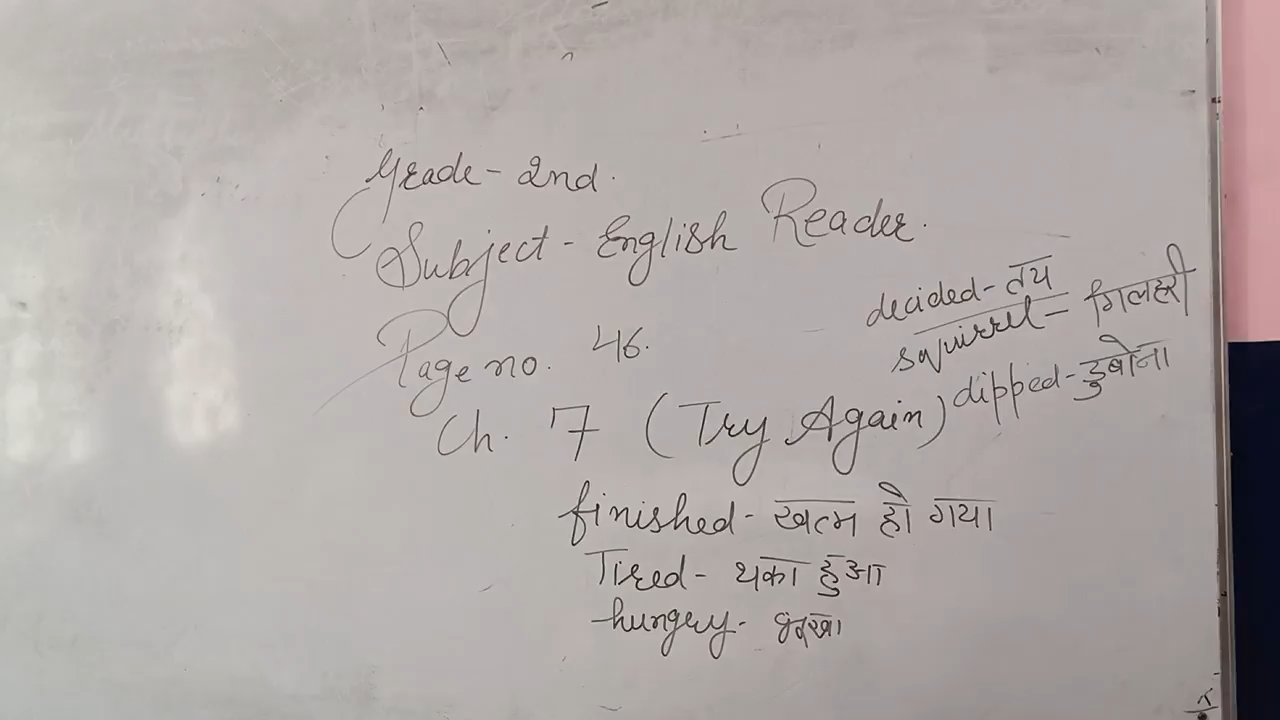 Grade - 2nd.
Subject - English Reader.
Page no. 46.
Ch. 7 (Try Again)
decided - तय
squirrel - गिलहरी
dipped - डुबोना
finished - खत्म हो गया
Tired - थका हुआ
hungry - भूखा